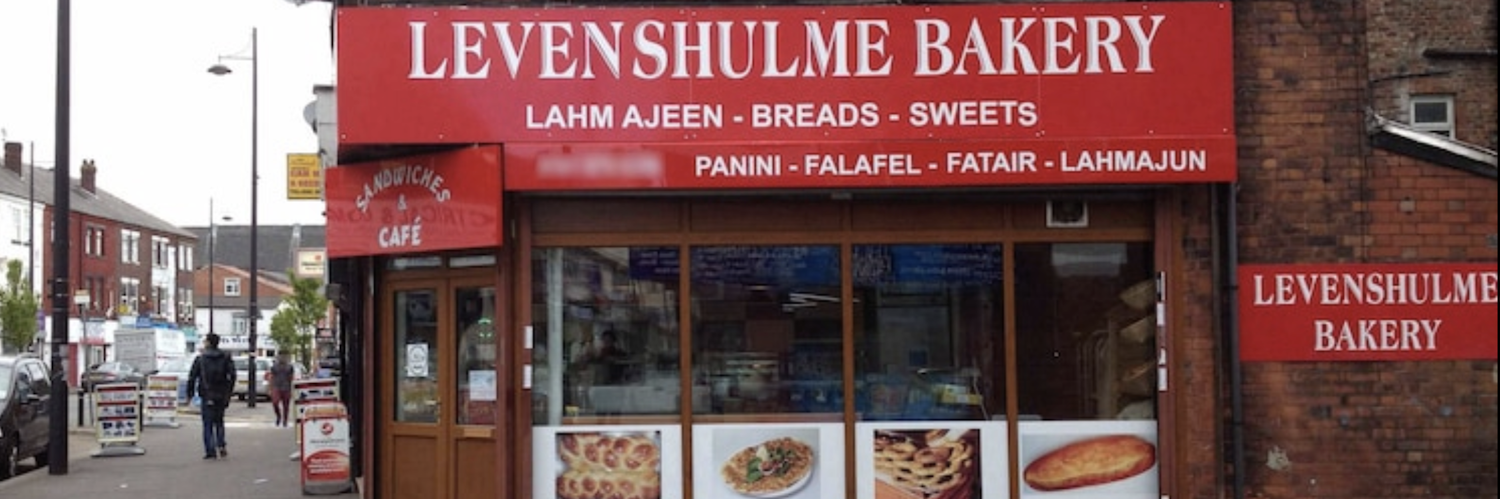 LEVENSHULME BAKERY
LAHM AJEEN - BREADS - SWEETS
PANINI - FALAFEL - FATAIR - LAHMAJUN
SANDWICHES
&
CAFÉ
LEVENSHULME
BAKERY